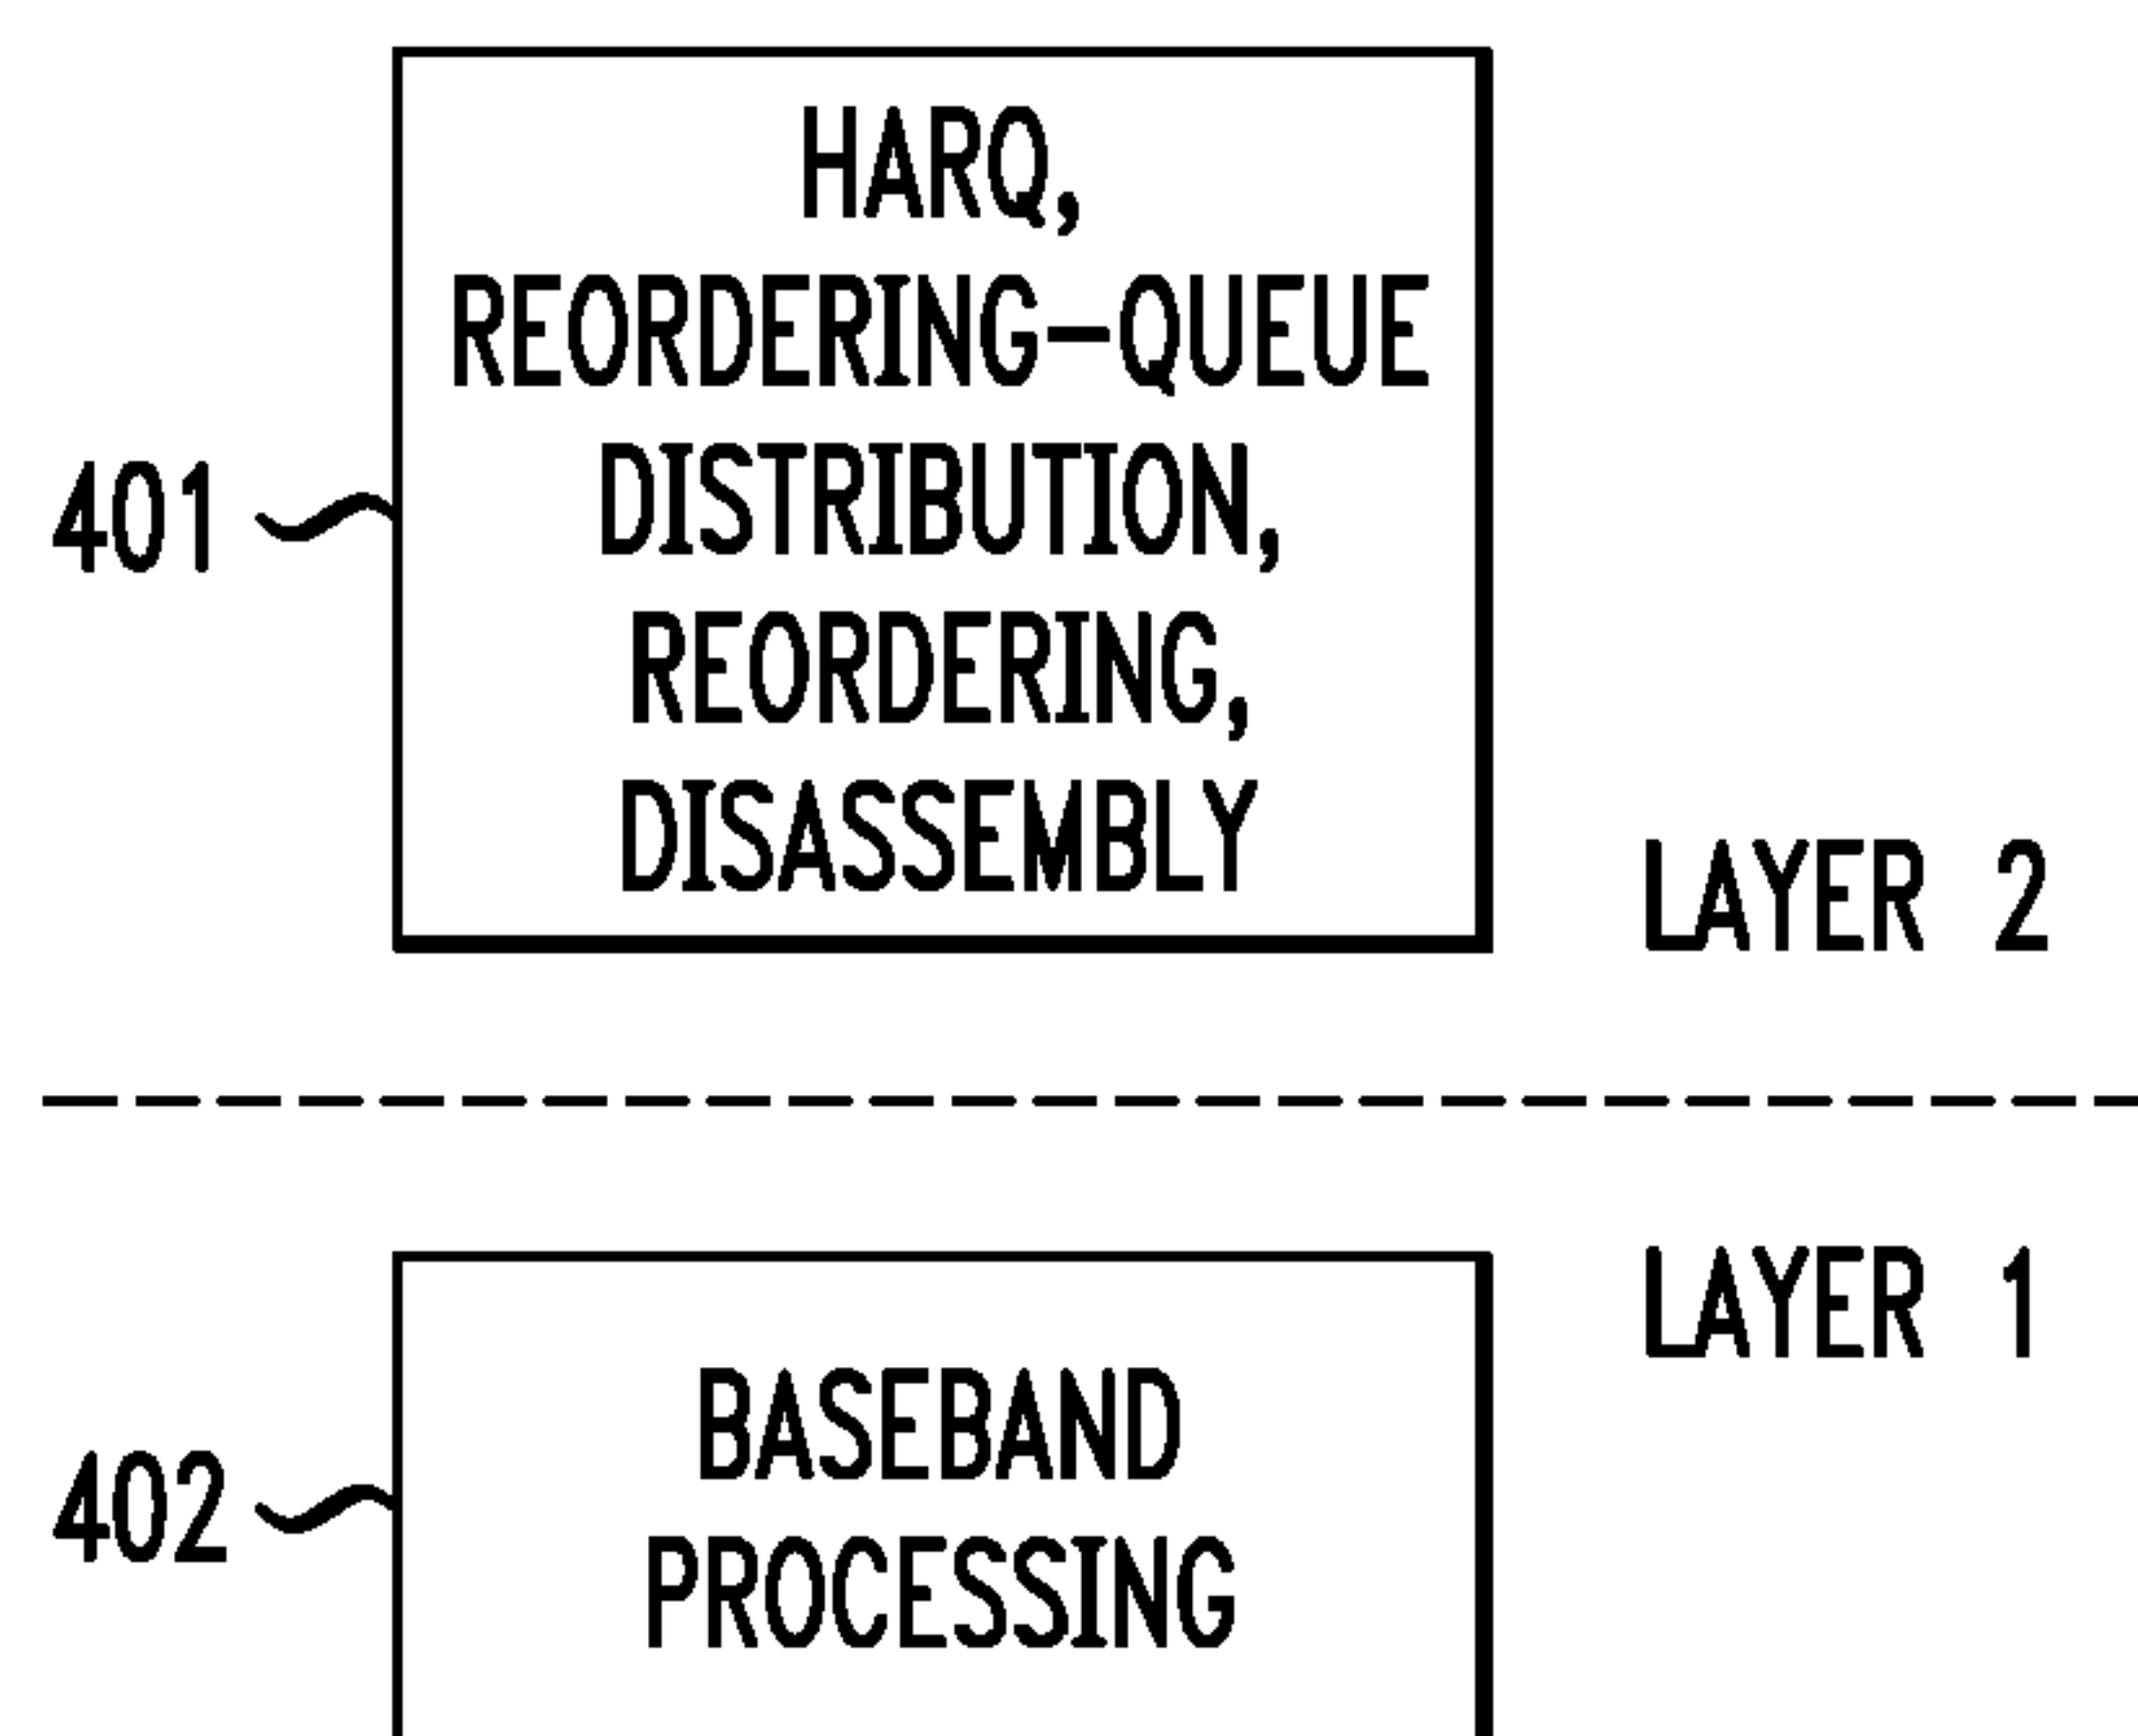 HARQ,
REORDERING-QUEUE
DISTRIBUTION,
REORDERING,
DISASSEMBLY
401
LAYER 2
LAYER 1
BASEBAND
PROCESSING
402